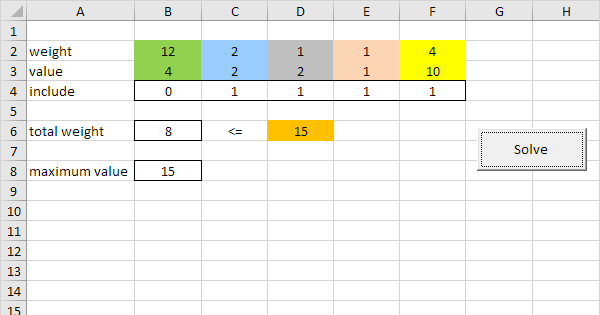 A B C D E F G H
1
2 weight 12 2 1 1 4
3 value 4 2 2 1 10
4 include 0 1 1 1 1
5
6 total weight 8 <= 15
7 Solve
8 maximum value 15
9
10
11
12
13
14
15